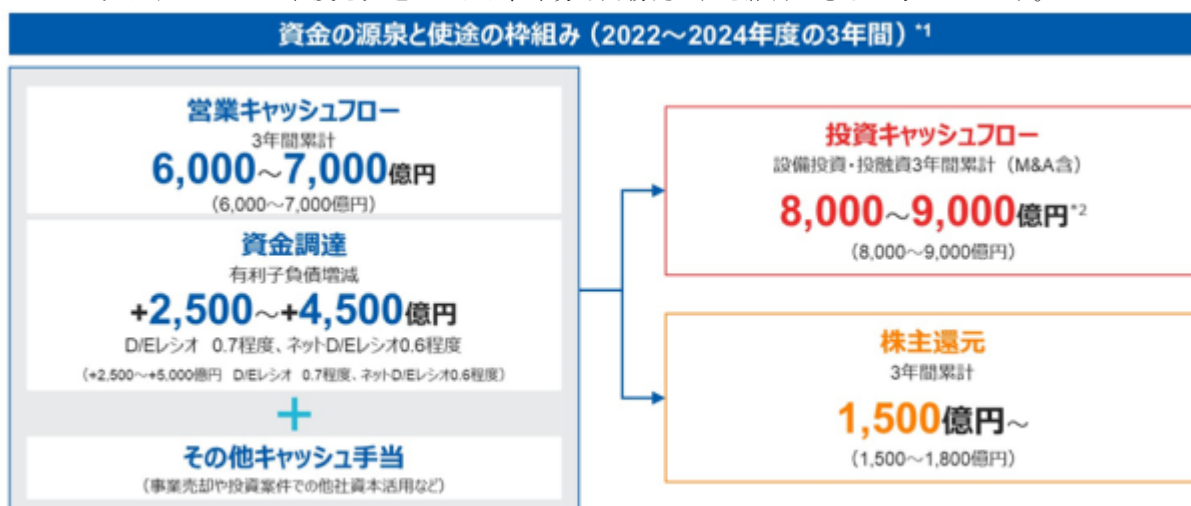 資金の源泉と使途の枠組み（2022～2024年度の3年間）*1
営業キャッシュフロー
3年間累計
6,000～7,000億円
（6,000～7,000億円）
資金調達
有利子負債増減
+2,500～+4,500億円
D/Eレシオ 0.7程度、ネットD/Eレシオ0.6程度
（+2,500～+5,000億円 D/Eレシオ 0.7程度、ネットD/Eレシオ0.6程度）
+
その他キャッシュ手当
（事業売却や投資案件での他社資本活用など）
投資キャッシュフロー
設備投資・投融資3年間累計（M&A含）
8,000～9,000億円*2
（8,000～9,000億円）
株主還元
3年間累計
1,500億円～
（1,500～1,800億円）